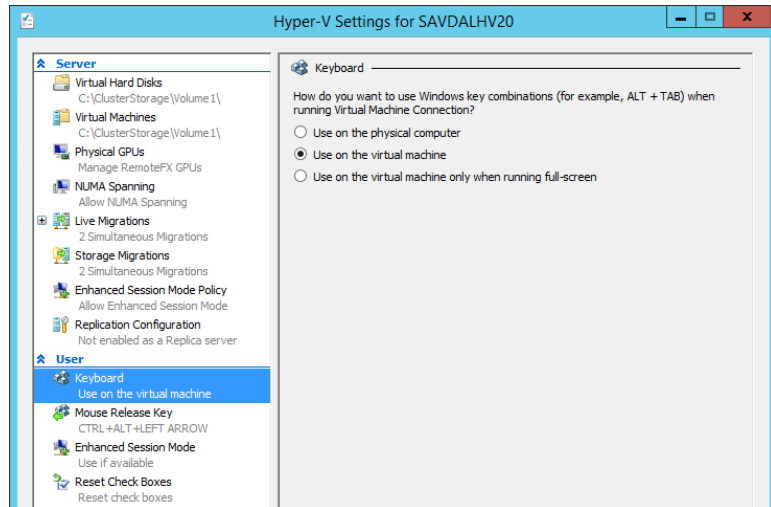 Hyper-V Settings for SAVDALHV20
Server
Virtual Hard Disks
C:\ClusterStorage\Volume1\
Virtual Machines
C:\ClusterStorage\Volume1\
Physical GPUs
Manage RemoteFX GPUs
NUMA Spanning
Allow NUMA Spanning
Live Migrations
2 Simultaneous Migrations
Storage Migrations
2 Simultaneous Migrations
Enhanced Session Mode Policy
Allow Enhanced Session Mode
Replication Configuration
Not enabled as a Replica server
User
Keyboard
Use on the virtual machine
Mouse Release Key
CTRL+ALT+LEFT ARROW
Enhanced Session Mode
Use if available
Reset Check Boxes
Reset check boxes
Keyboard
How do you want to use Windows key combinations (for example, ALT + TAB) when
running Virtual Machine Connection?
Use on the physical computer
Use on the virtual machine
Use on the virtual machine only when running full-screen